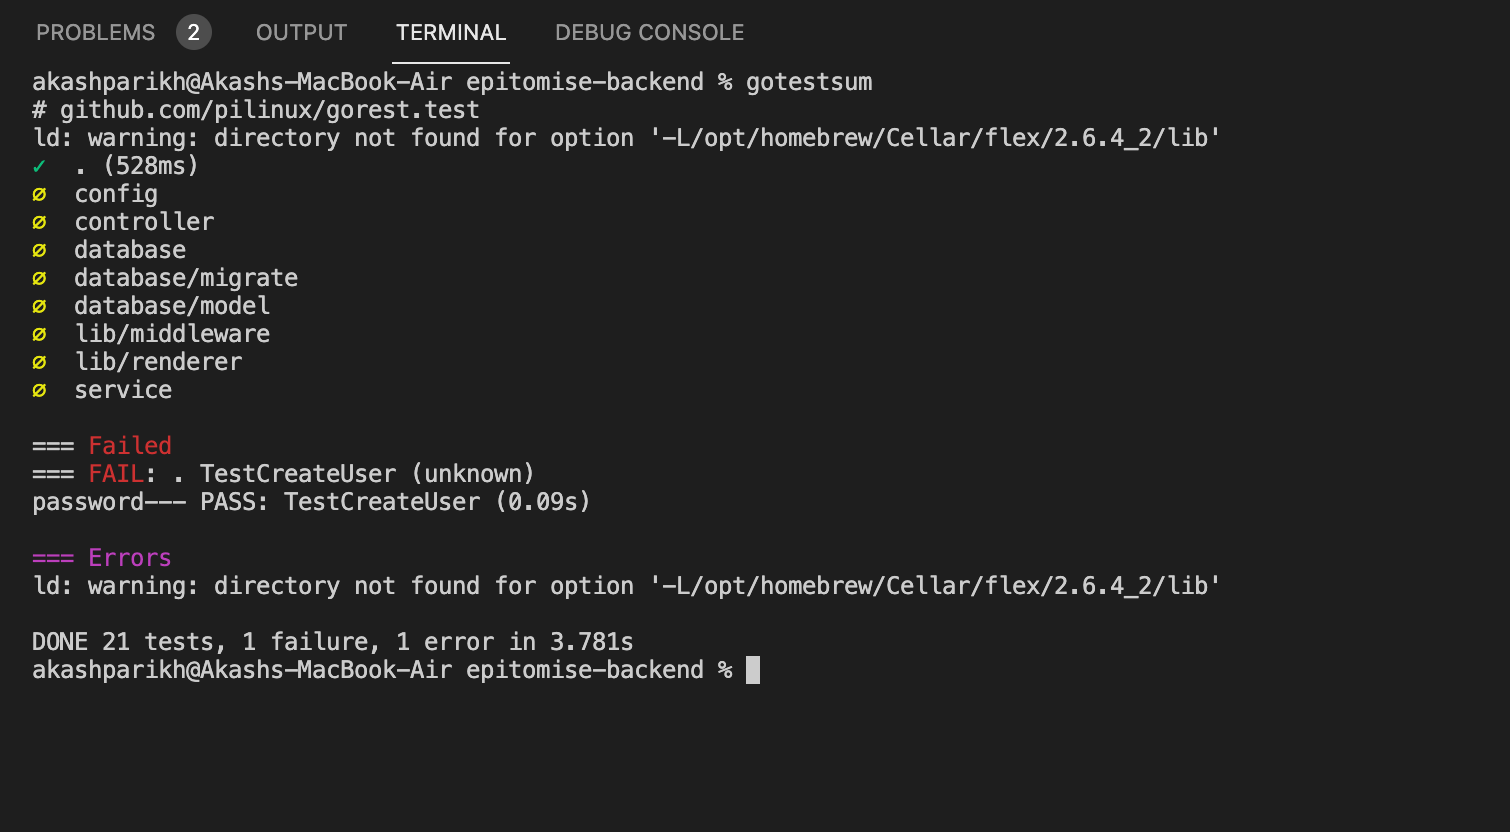 PROBLEMS 2 OUTPUT TERMINAL DEBUG CONSOLE
akashparikh@Akashs-MacBook-Air epitomise-backend % gotestsum
# github.com/pilinux/gorest.test
ld: warning: directory not found for option '-L/opt/homebrew/Cellar/flex/2.6.4_2/lib'
✓ . (528ms)
∅ config
∅ controller
∅ database
∅ database/migrate
∅ database/model
∅ lib/middleware
∅ lib/renderer
∅ service
=== Failed
=== FAIL: . TestCreateUser (unknown)
password--- PASS: TestCreateUser (0.09s)
=== Errors
ld: warning: directory not found for option '-L/opt/homebrew/Cellar/flex/2.6.4_2/lib'
DONE 21 tests, 1 failure, 1 error in 3.781s
akashparikh@Akashs-MacBook-Air epitomise-backend %